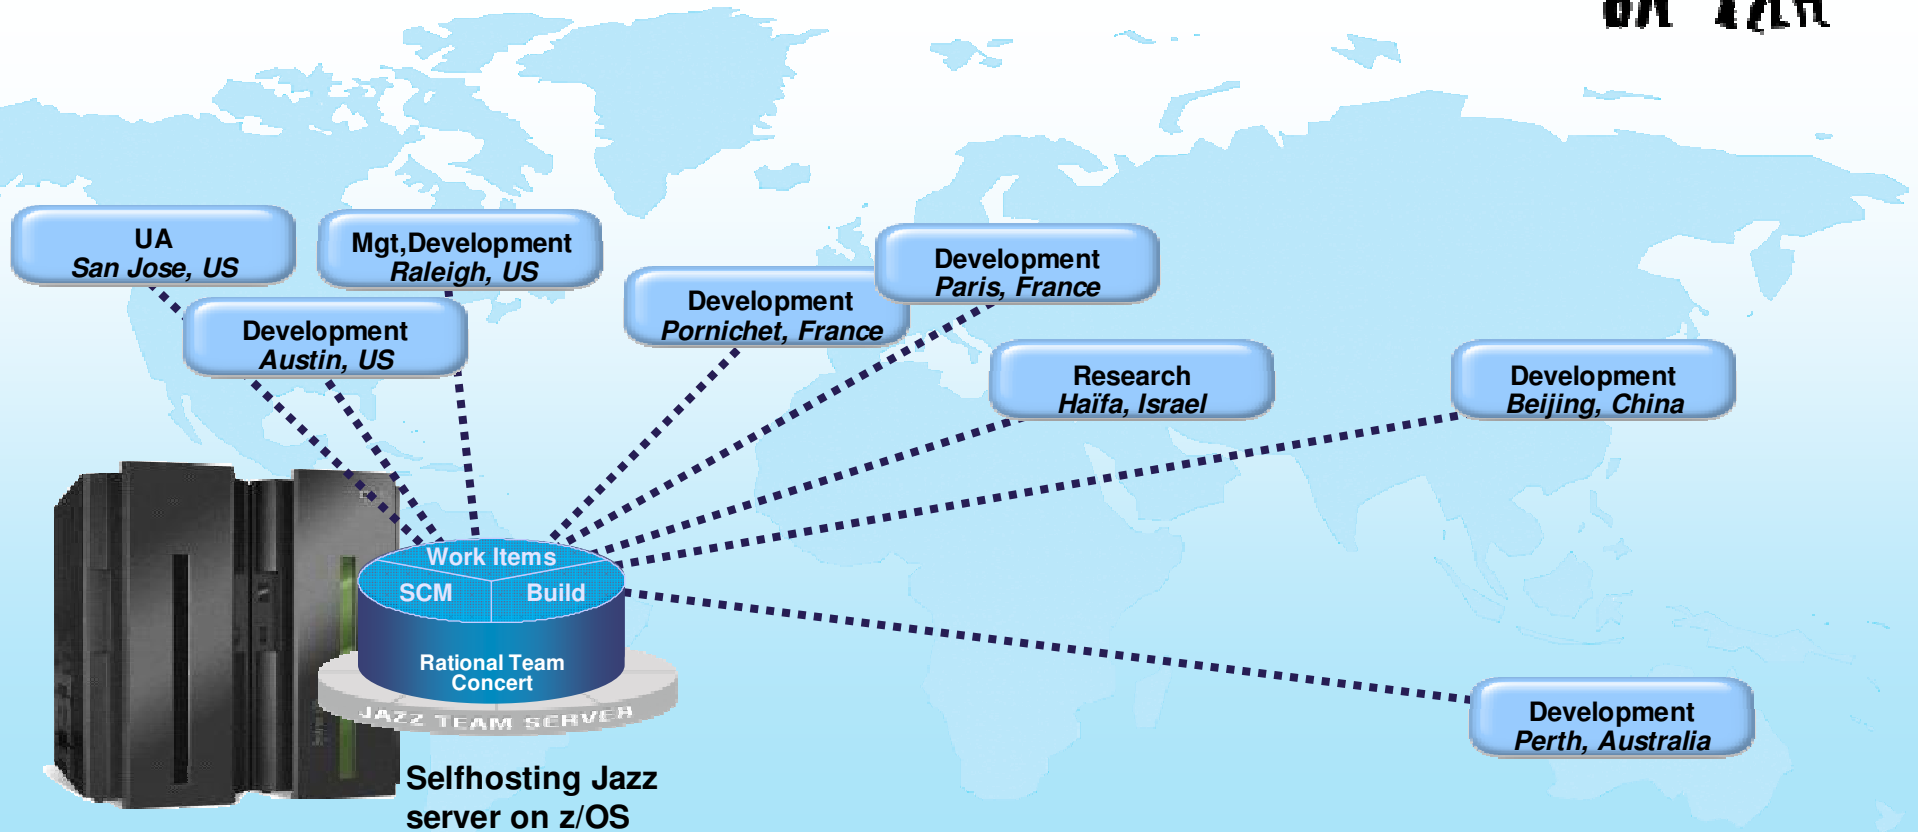 UA
San Jose, US
Mgt,Development
Raleigh, US
Development
Austin, US
Development
Pornichet, France
Development
Paris, France
Research
Haïfa, Israel
Development
Beijing, China
Work Items
SCM
Build
Rational Team
Concert
JAZZ TEAM SERVER
Development
Perth, Australia
Selfhosting Jazz
server on z/OS